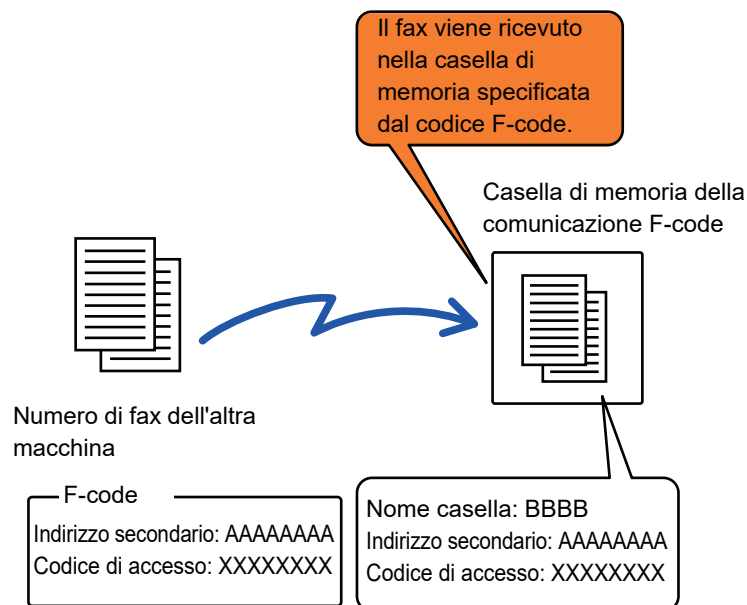 Il fax viene ricevuto
nella casella di
memoria specificata
dal codice F-code.
Casella di memoria della
comunicazione F-code
Numero di fax dell'altra
macchina
F-code
Indirizzo secondario: AAAAAAAA
Codice di accesso: XXXXXXXX
Nome casella: BBBB
Indirizzo secondario: AAAAAAAA
Codice di accesso: XXXXXXXX